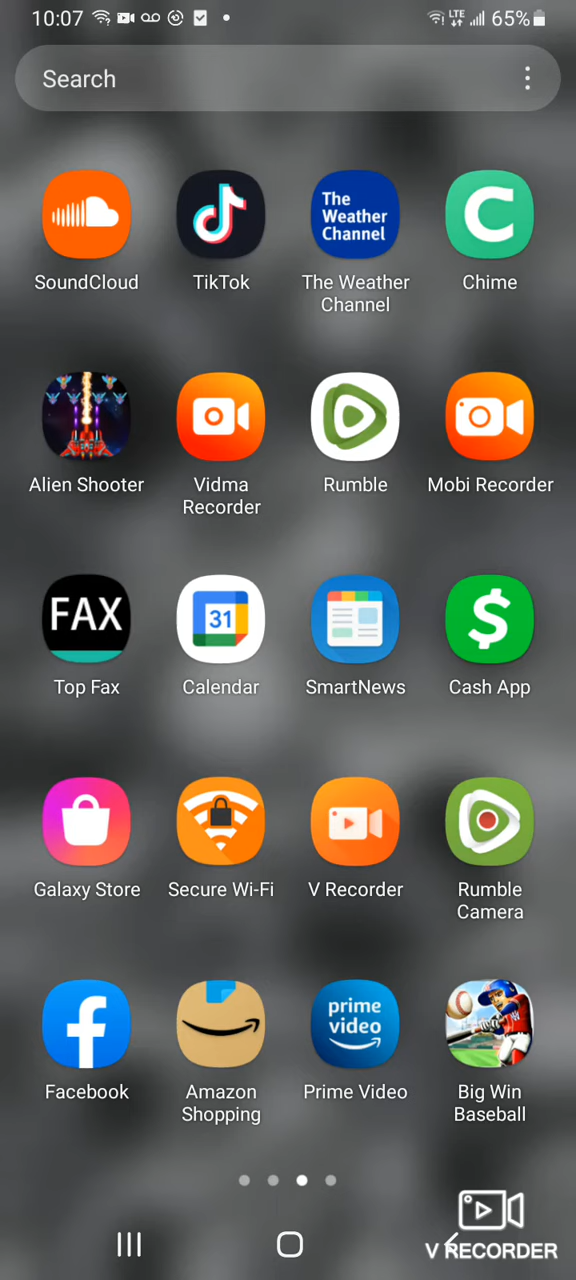 10:07 LTE 65%
Search
The
Weather
Channel
SoundCloud TikTok The Weather Channel Chime
Alien Shooter Vidma Recorder Rumble Mobi Recorder
FAX 31
Top Fax Calendar SmartNews Cash App
Galaxy Store Secure Wi-Fi V Recorder Rumble Camera
prime
video
Facebook Amazon Shopping Prime Video Big Win Baseball
V RECORDER